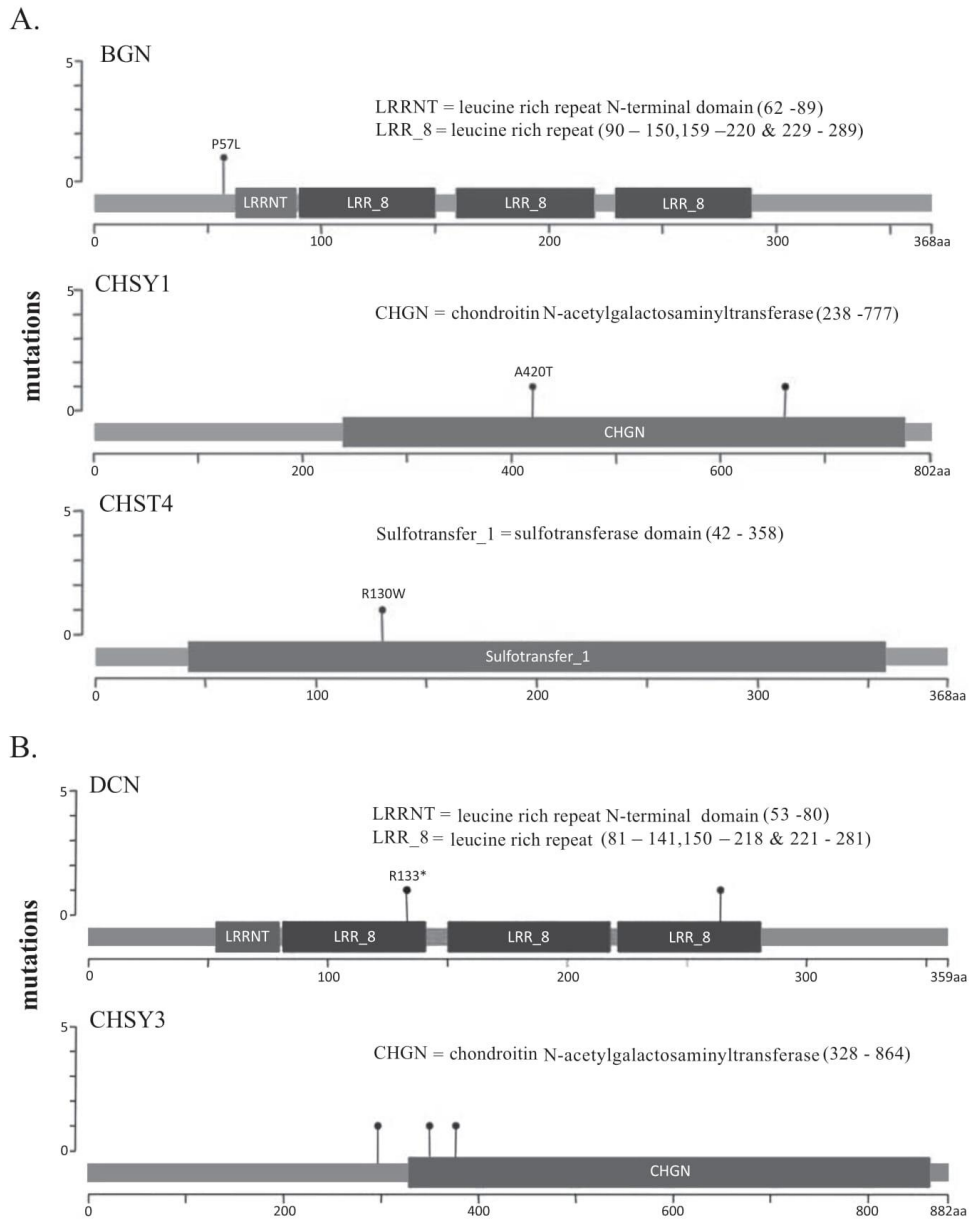 A.
BGN
5
LRRNT = leucine rich repeat N-terminal domain (62 -89)
LRR_8 = leucine rich repeat (90 – 150,159 –220 & 229 - 289)
P57L
0
LRRNT LRR_8 LRR_8 LRR_8
0 100 200 300 368aa
CHSY1
5
CHGN = chondroitin N-acetylgalactosaminyltransferase (238 -777)
mutations
A420T
0
CHGN
0 200 400 600 802aa
CHST4
5
Sulfotransfer_1 = sulfotransferase domain (42 - 358)
R130W
0
Sulfotransfer_1
0 100 200 300 368aa
B.
DCN
5
LRRNT = leucine rich repeat N-terminal domain (53 -80)
LRR_8 = leucine rich repeat (81 – 141,150 – 218 & 221 - 281)
R133*
0
LRRNT LRR_8 LRR_8 LRR_8
0 100 200 300 359aa
mutations
CHSY3
5
CHGN = chondroitin N-acetylgalactosaminyltransferase (328 - 864)
0
CHGN
0 200 400 600 800 882aa